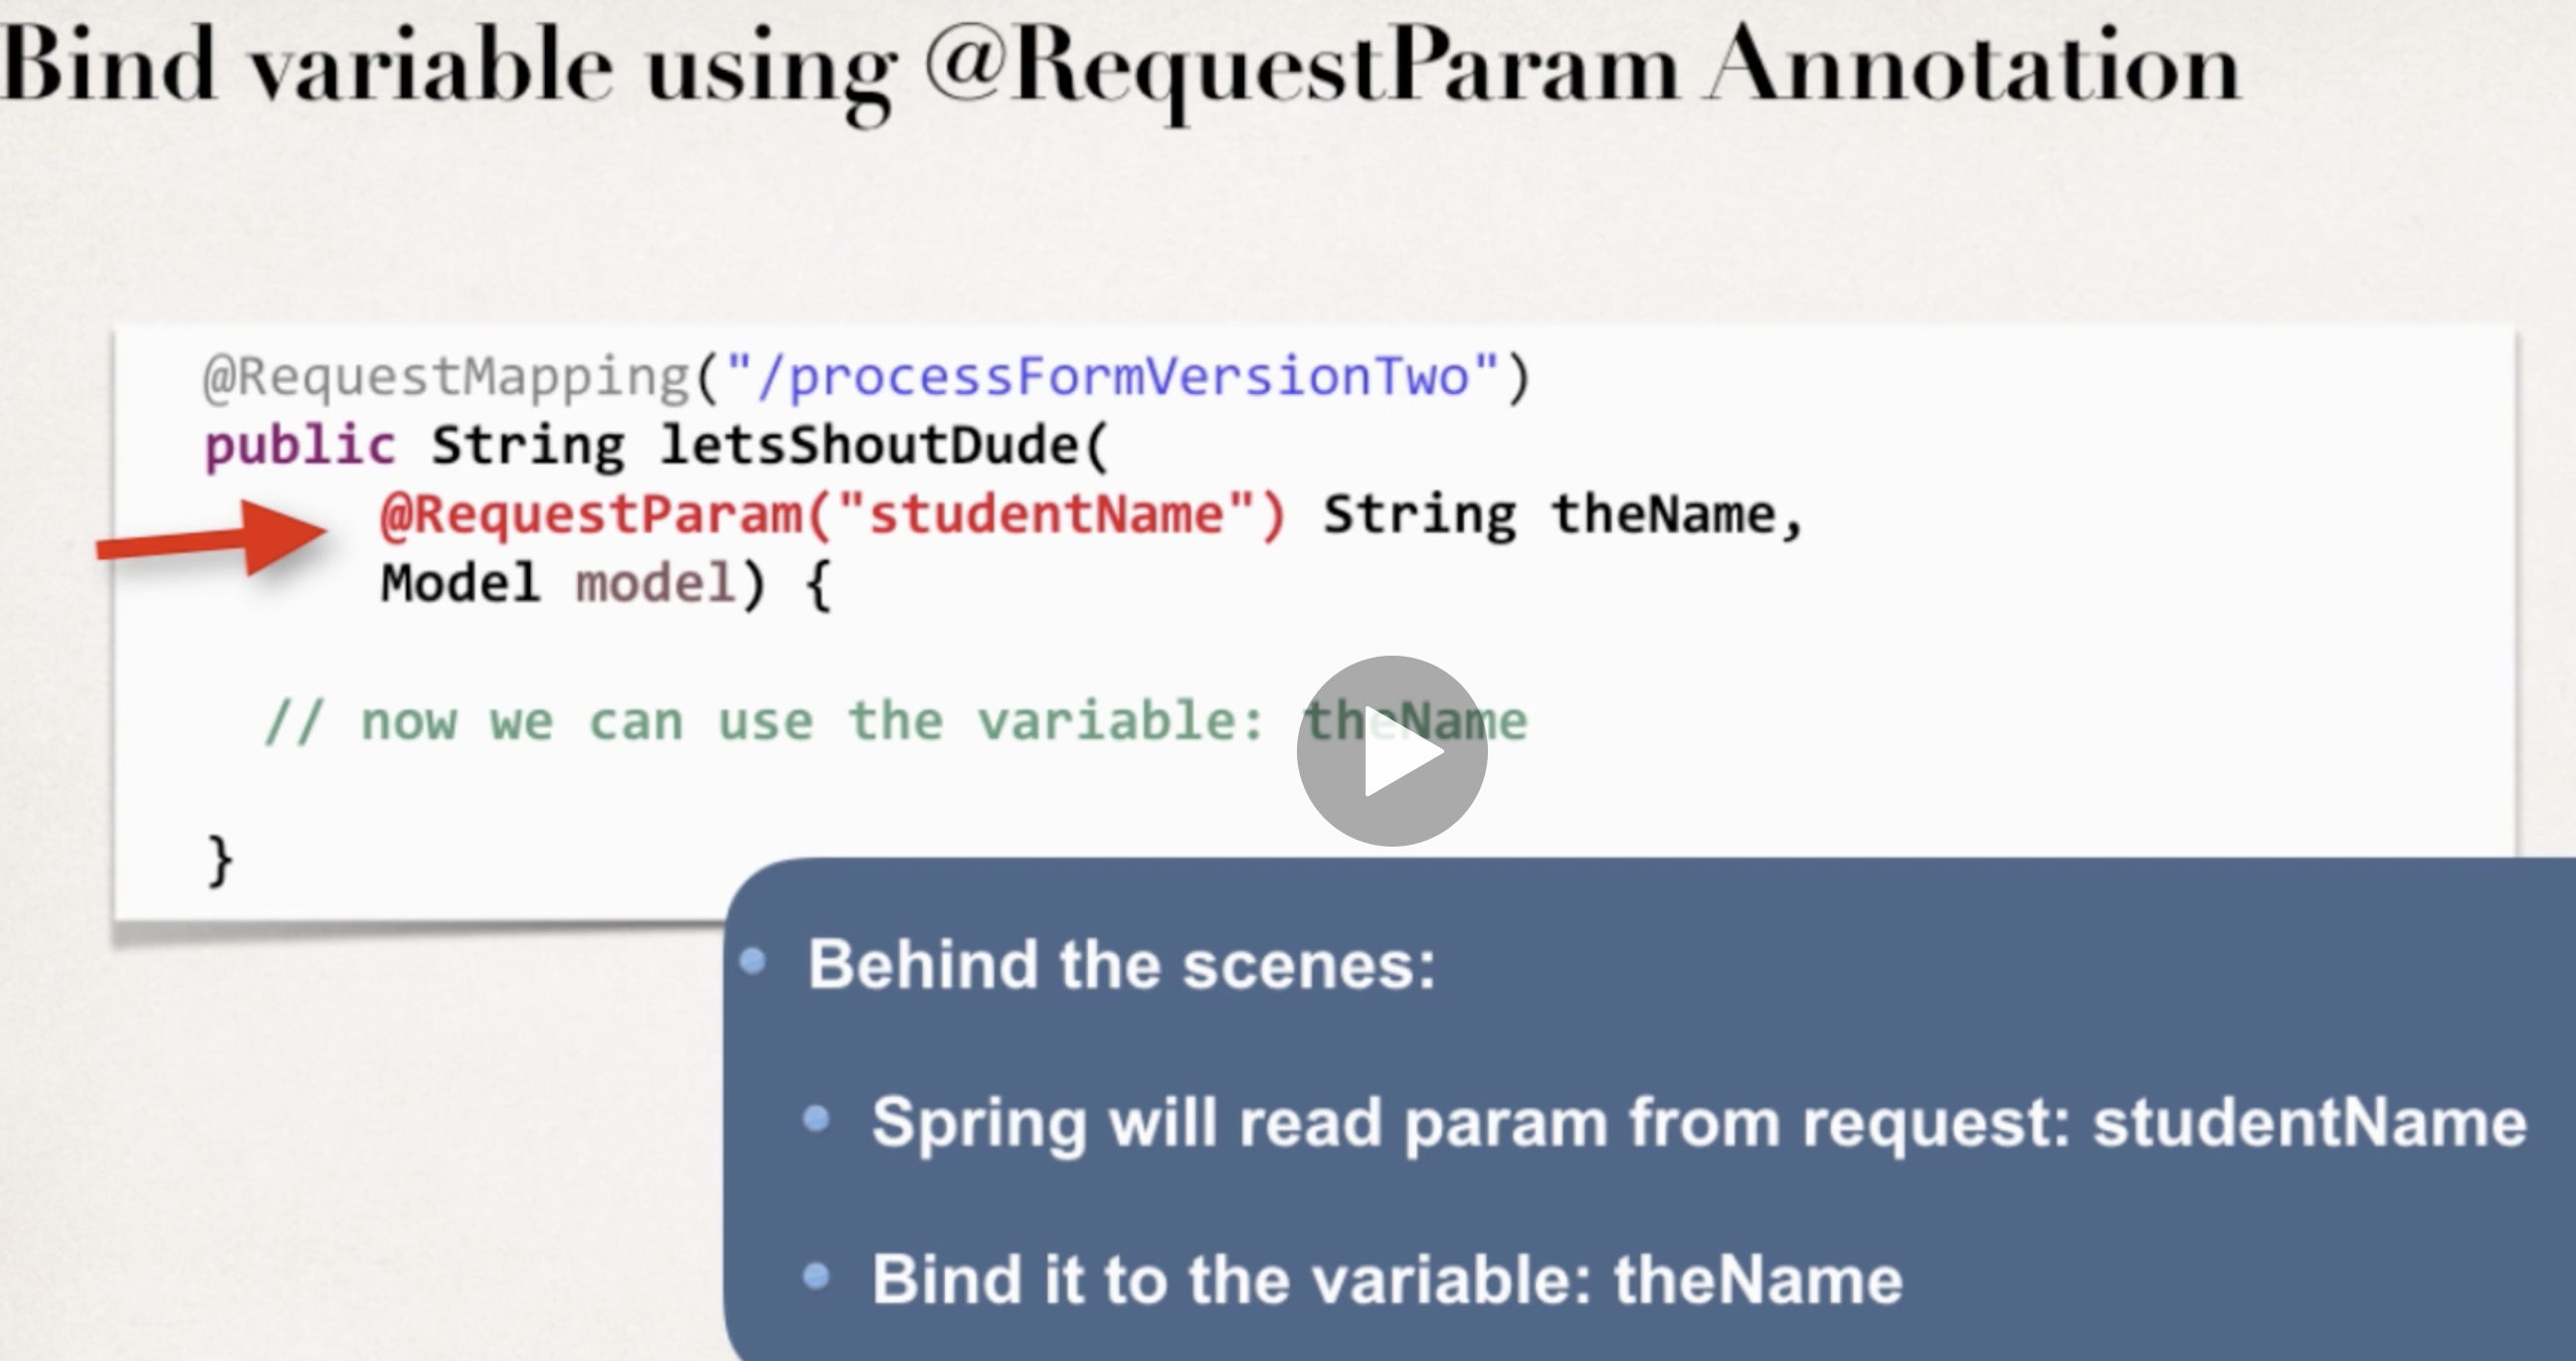 Bind variable using @RequestParam Annotation
@RequestMapping("/processFormVersionTwo")
public String letsShoutDude(
@RequestParam("studentName") String theName,
Model model) {
// now we can use the variable: theName
}
Behind the scenes:
Spring will read param from request: studentName
Bind it to the variable: theName